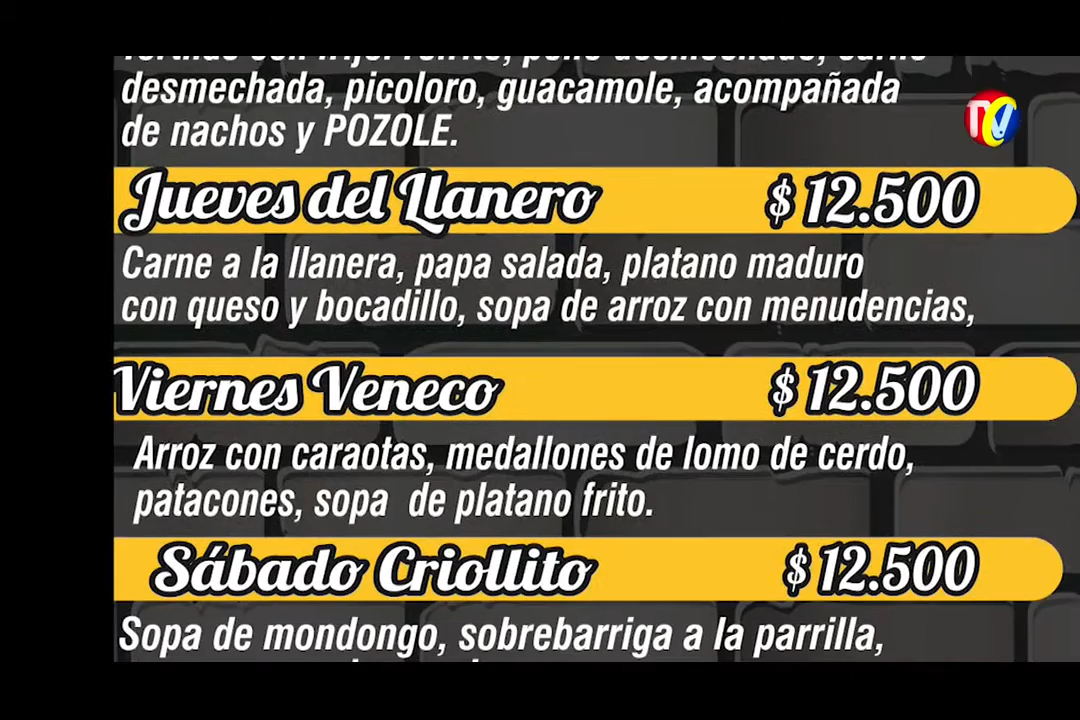 desmechada, picoloro, guacamole, acompañada
de nachos y POZOLE.
TV
Jueves del Llanero $ 12.500
Carne a la llanera, papa salada, platano maduro
con queso y bocadillo, sopa de arroz con menudencias,
Viernes Veneco $ 12.500
Arroz con caraotas, medallones de lomo de cerdo,
patacones, sopa de platano frito.
Sábado Criollito $ 12.500
Sopa de mondongo, sobrebarriga a la parrilla,